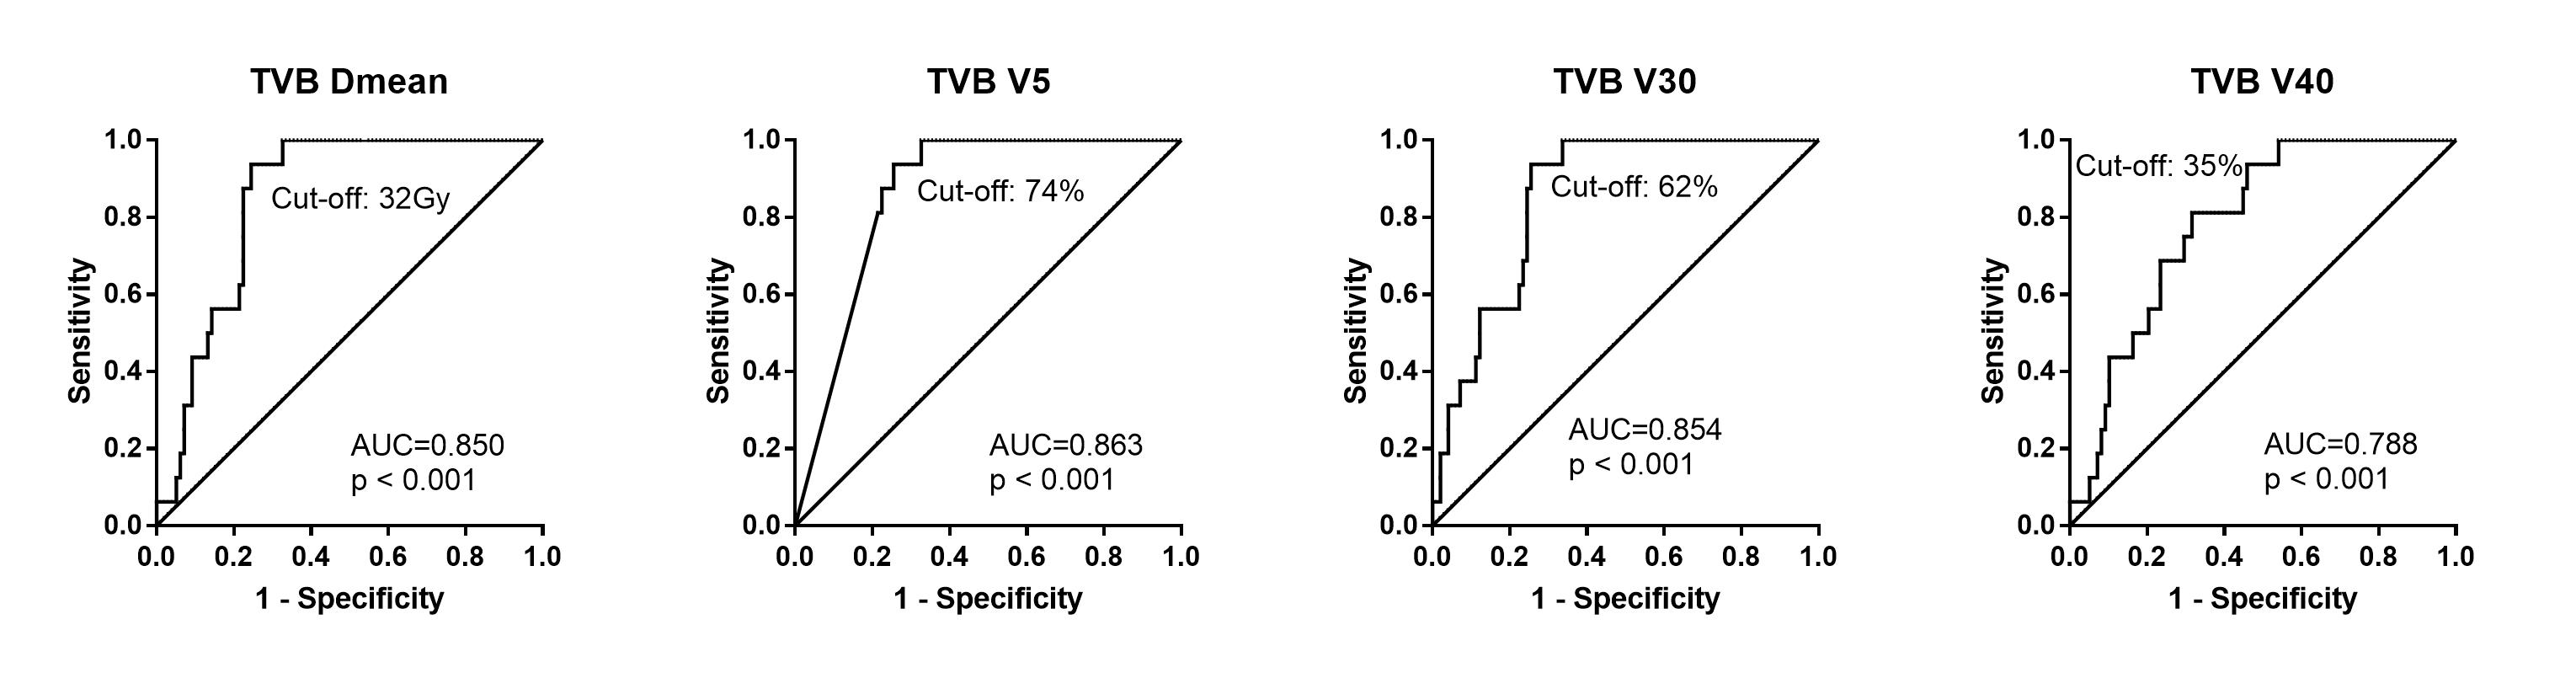 TVB Dmean
1.0
0.8
0.6
0.4
0.2
0.0
Sensitivity
Cut-off: 32Gy
AUC=0.850
p < 0.001
0.0 0.2 0.4 0.6 0.8 1.0
1 - Specificity
TVB V5
1.0
0.8
0.6
0.4
0.2
0.0
Sensitivity
Cut-off: 74%
AUC=0.863
p < 0.001
0.0 0.2 0.4 0.6 0.8 1.0
1 - Specificity
TVB V30
1.0
0.8
0.6
0.4
0.2
0.0
Sensitivity
Cut-off: 62%
AUC=0.854
p < 0.001
0.0 0.2 0.4 0.6 0.8 1.0
1 - Specificity
TVB V40
1.0
0.8
0.6
0.4
0.2
0.0
Sensitivity
Cut-off: 35%
AUC=0.788
p < 0.001
0.0 0.2 0.4 0.6 0.8 1.0
1 - Specificity